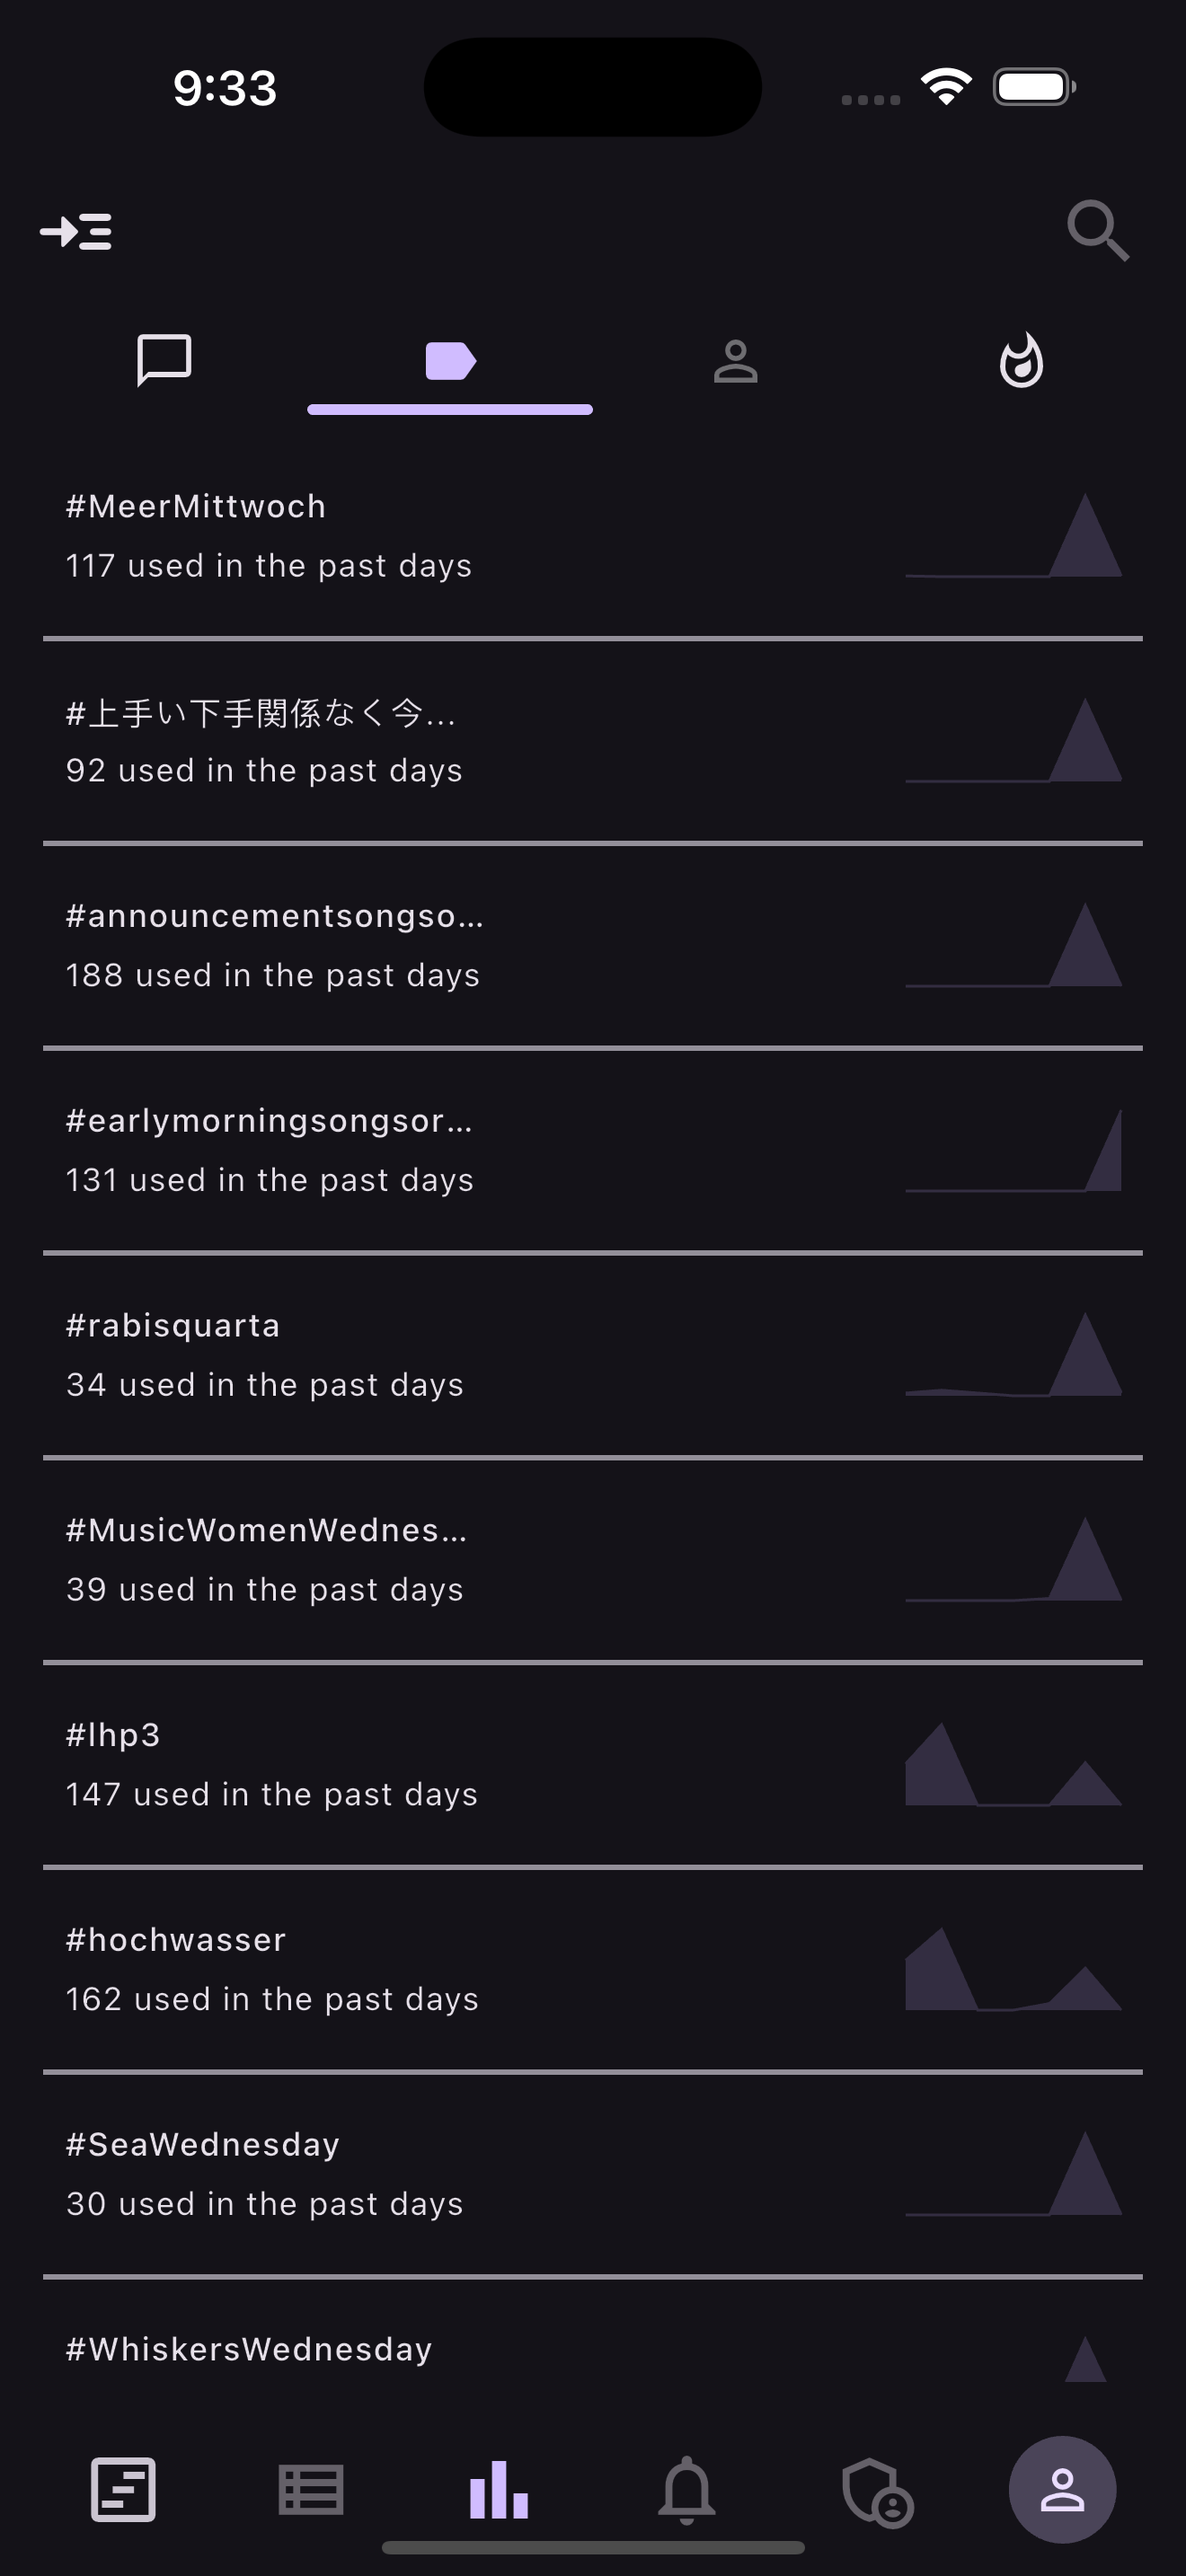 9:33
#MeerMittwoch
117 used in the past days
#上手い下手関係なく今...
92 used in the past days
#announcementsongso...
188 used in the past days
#earlymorningsongsor...
131 used in the past days
#rabisquarta
34 used in the past days
#MusicWomenWednes...
39 used in the past days
#lhp3
147 used in the past days
#hochwasser
162 used in the past days
#SeaWednesday
30 used in the past days
#WhiskersWednesday